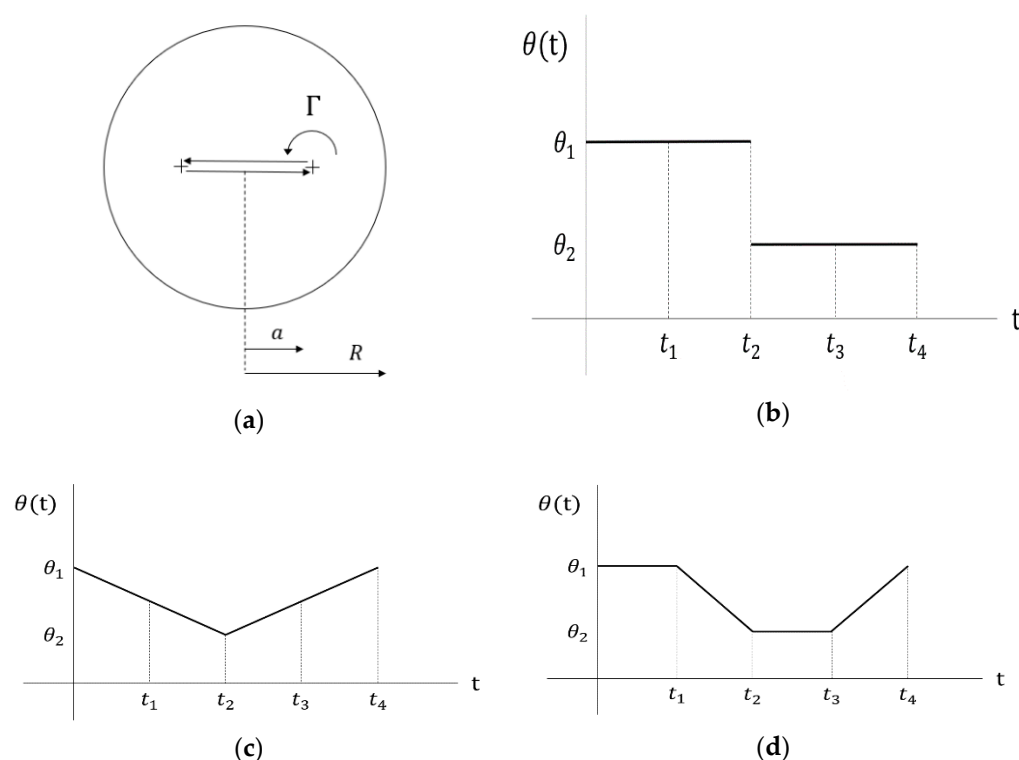 Γ
a
R
(a)
θ(t)
θ₁
θ₂
t
t₁ t₂ t₃ t₄
(b)
θ(t)
θ₁
θ₂
t
t₁ t₂ t₃ t₄
(c)
θ(t)
θ₁
θ₂
t
t₁ t₂ t₃ t₄
(d)